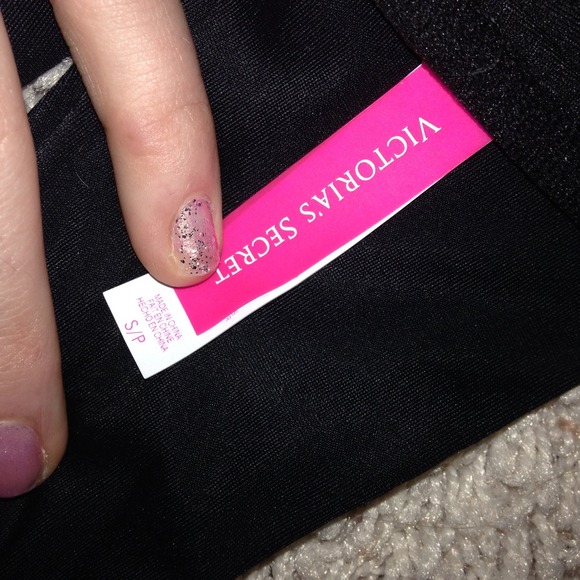 VICTORIA'S SECRET
MADE IN CHINA
FAIT EN CHINE
HECHO EN CHINA
S/P